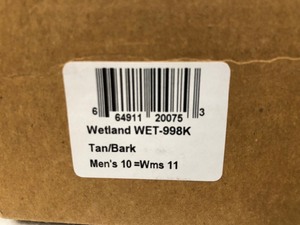 6 64911 20075 3
Wetland WET-998K
Tan/Bark
Men's 10 =Wms 11